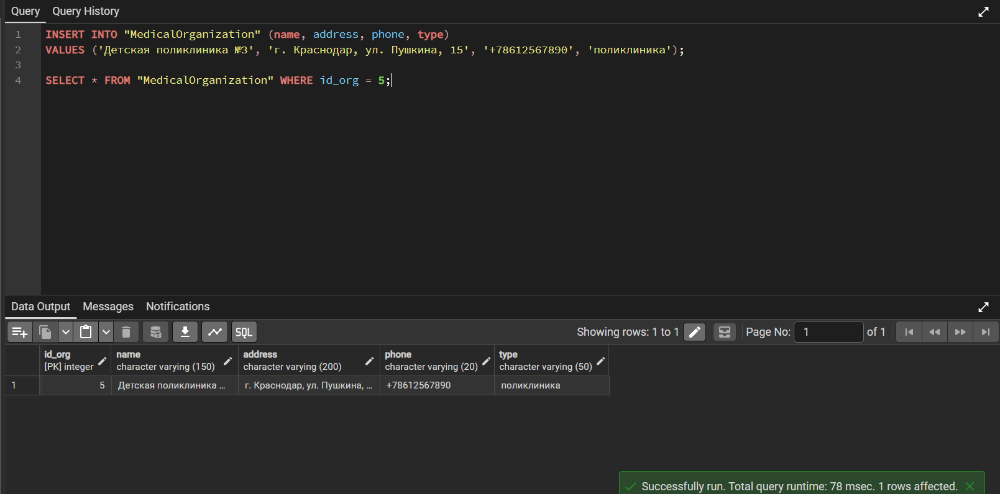 Query Query History
1 INSERT INTO "MedicalOrganization" (name, address, phone, type)
2 VALUES ('Детская поликлиника №3', 'г. Краснодар, ул. Пушкина, 15', '+78612567890', 'поликлиника');
3
4 SELECT * FROM "MedicalOrganization" WHERE id_org = 5;
Data Output Messages Notifications
SQL Showing rows: 1 to 1 Page No: 1 of 1
id_org name address phone type
[PK] integer character varying (150) character varying (200) character varying (20) character varying (50)
1 5 Детская поликлиника ... г. Краснодар, ул. Пушкина, ... +78612567890 поликлиника
Successfully run. Total query runtime: 78 msec. 1 rows affected.